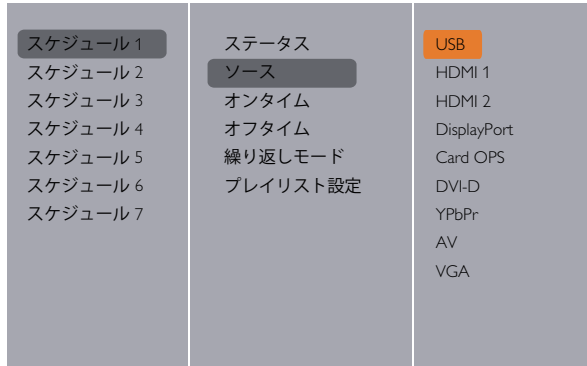 スケジュール 1
スケジュール 2
スケジュール 3
スケジュール 4
スケジュール 5
スケジュール 6
スケジュール 7
ステータス
ソース
オンタイム
オフタイム
繰り返しモード
プレイリスト設定
USB
HDMI 1
HDMI 2
DisplayPort
Card OPS
DVI-D
YPbPr
AV
VGA